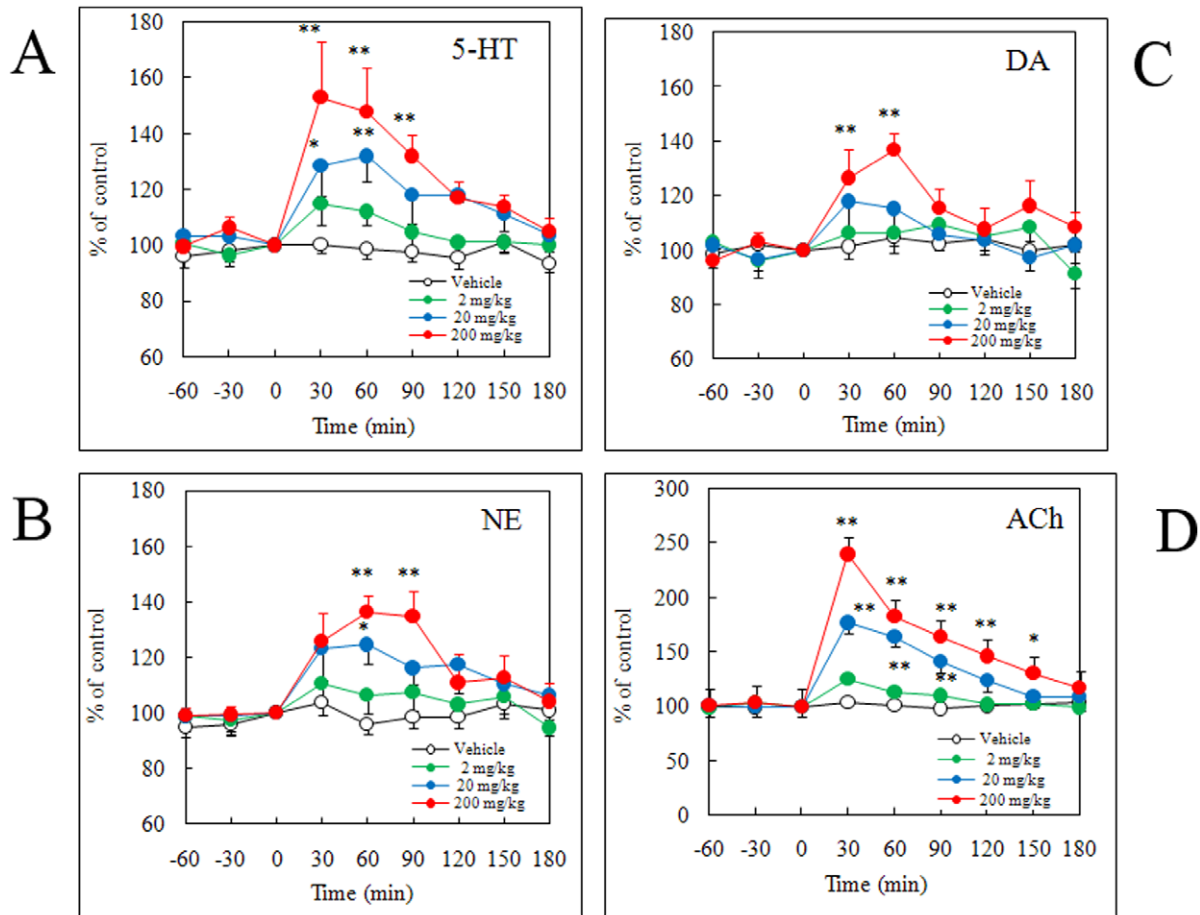 A
5-HT
% of control
180
**
**
160
**
140
*
**
120
100
80
60
Vehicle
2 mg/kg
20 mg/kg
200 mg/kg
-60 -30 0 30 60 90 120 150 180
Time (min)
C
DA
% of control
180
160
140
**
**
120
100
80
60
Vehicle
2 mg/kg
20 mg/kg
200 mg/kg
-60 -30 0 30 60 90 120 150 180
Time (min)
B
NE
% of control
180
160
140
** **
*
120
100
80
60
Vehicle
2 mg/kg
20 mg/kg
200 mg/kg
-60 -30 0 30 60 90 120 150 180
Time (min)
D
ACh
% of control
300
250
**
200
**
**
**
**
*
150
**
**
100
50
0
Vehicle
2 mg/kg
20 mg/kg
200 mg/kg
-60 -30 0 30 60 90 120 150 180
Time (min)